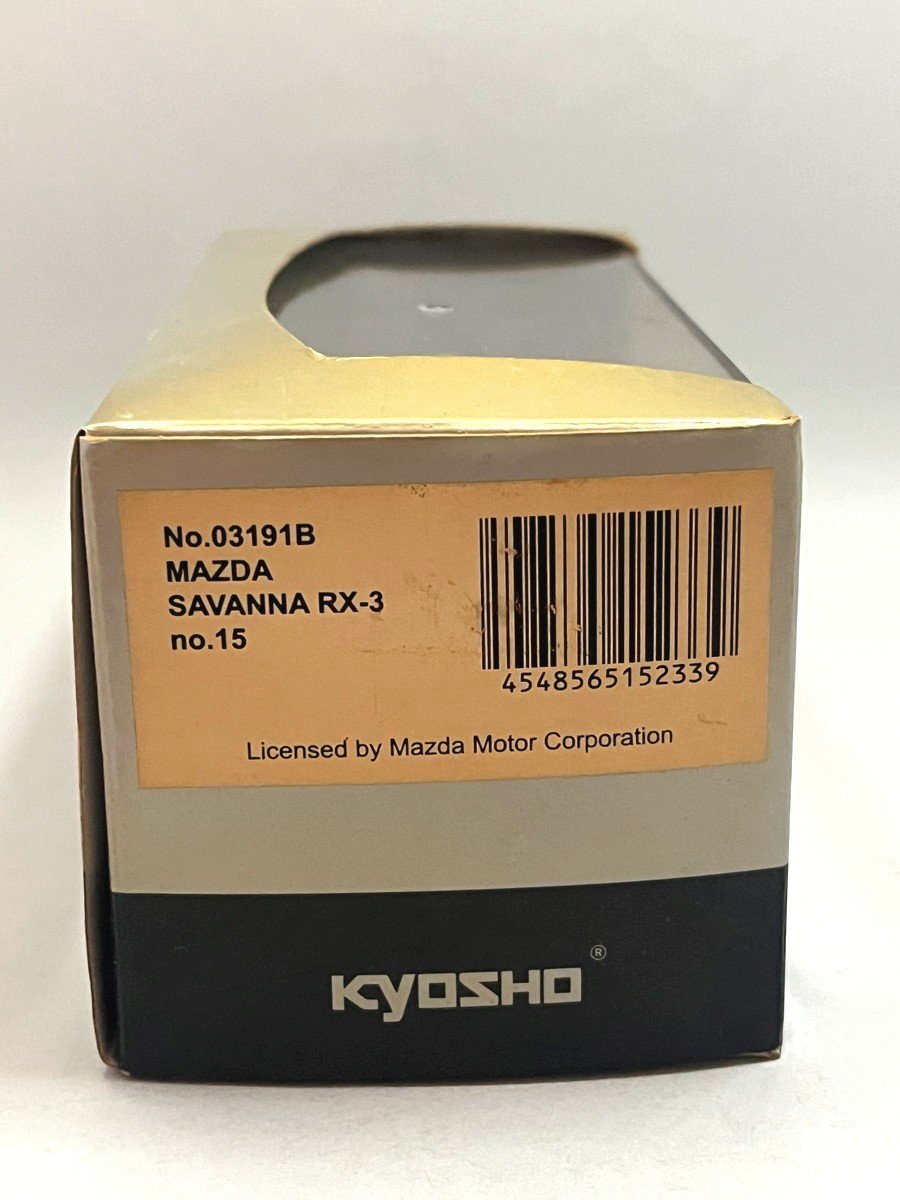 No.03191B
MAZDA
SAVANNA RX-3
no.15
4548565152339
Licensed by Mazda Motor Corporation
KYOSHO®